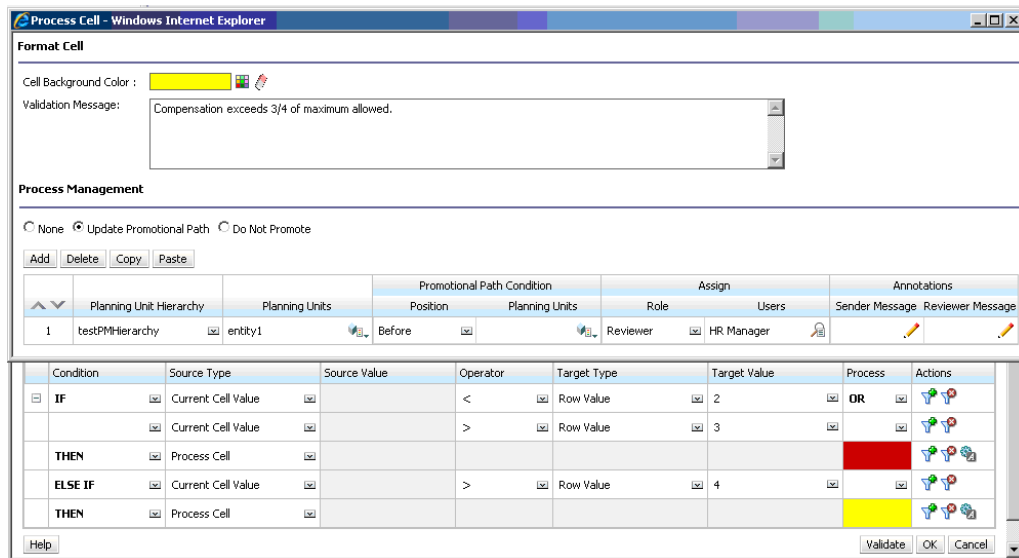 Process Cell - Windows Internet Explorer
Format Cell
Cell Background Color :
Validation Message:
Compensation exceeds 3/4 of maximum allowed.
Process Management
None Update Promotional Path Do Not Promote
Add Delete Copy Paste
Promotional Path Condition Assign Annotations
Planning Unit Hierarchy Planning Units Position Planning Units Role Users Sender Message Reviewer Message
1 testPMHierarchy entity1 Before Reviewer HR Manager
Condition Source Type Source Value Operator Target Type Target Value Process Actions
IF Current Cell Value < Row Value 2 OR
Current Cell Value > Row Value 3
THEN Process Cell
ELSE IF Current Cell Value > Row Value 4
THEN Process Cell
Help Validate OK Cancel